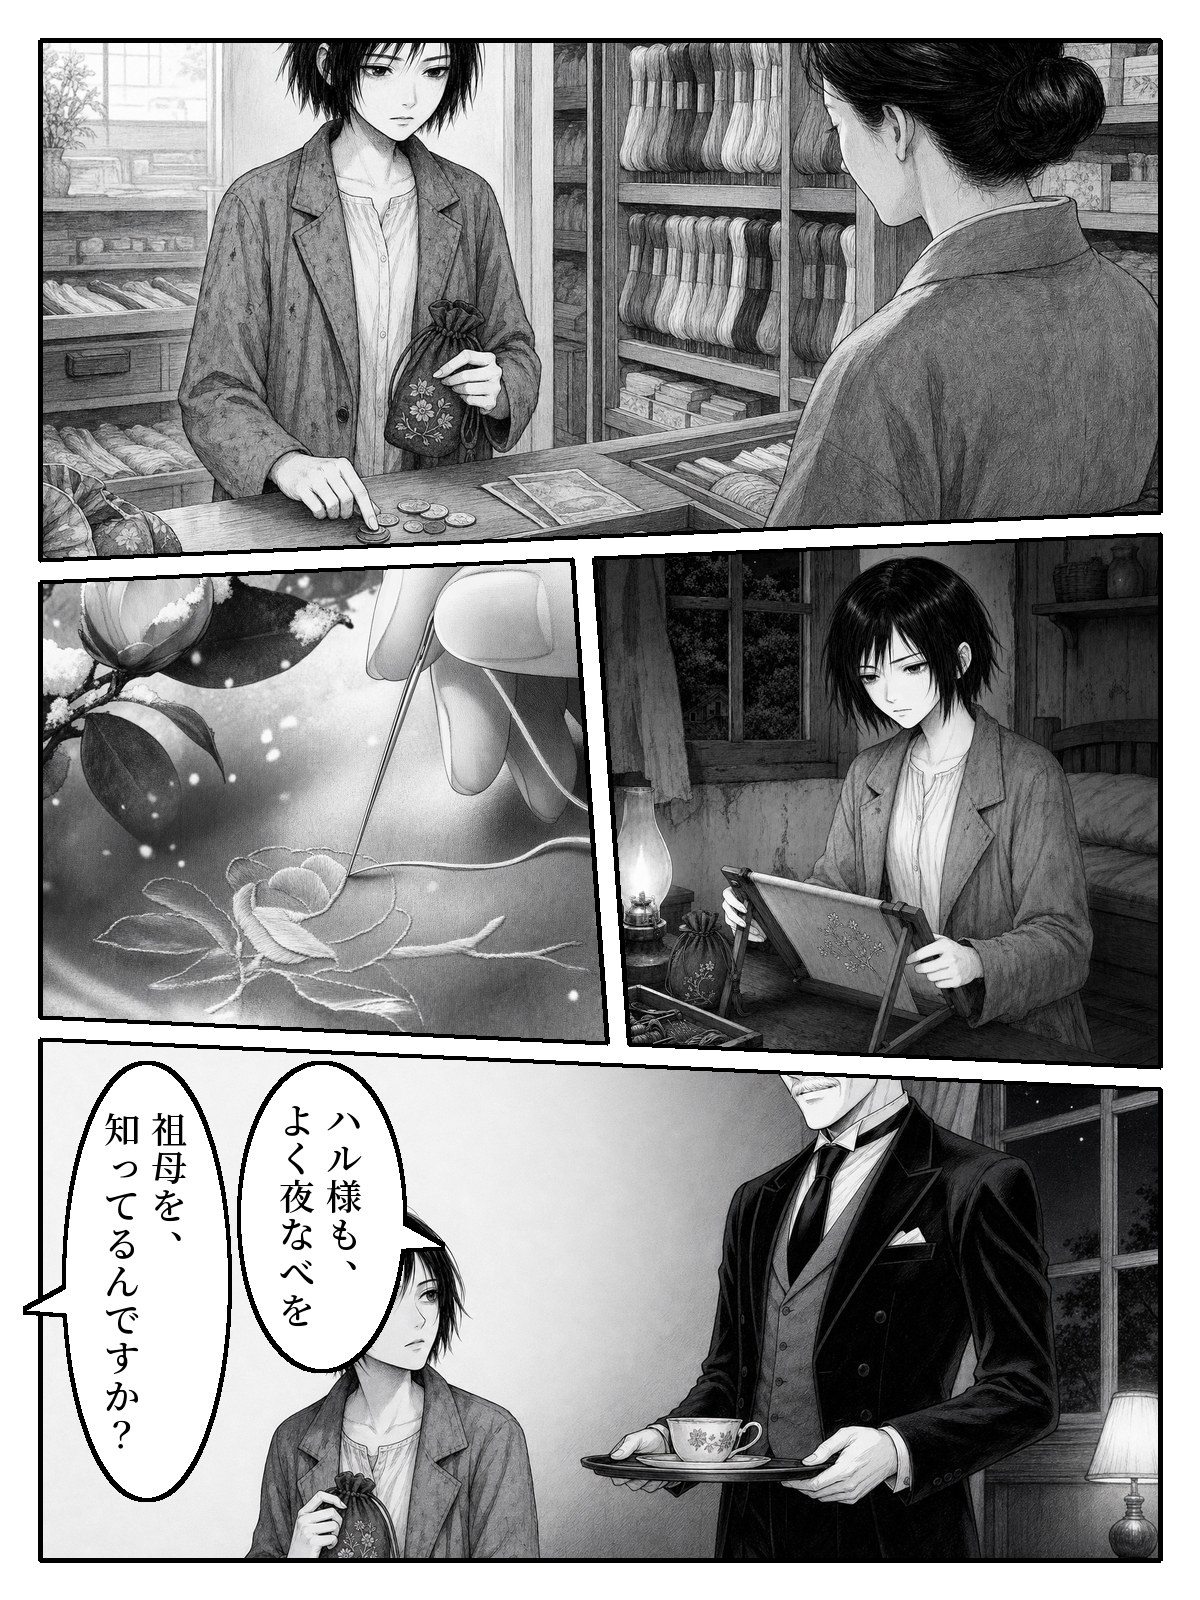 ハル様も、
よく夜なべを
祖母を、
知ってるんですか？